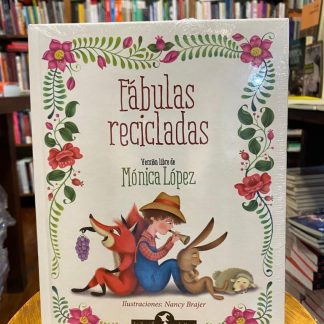 Fábulas
recicladas
Versión libre de
Mónica López
Ilustraciones: Nancy Brajer